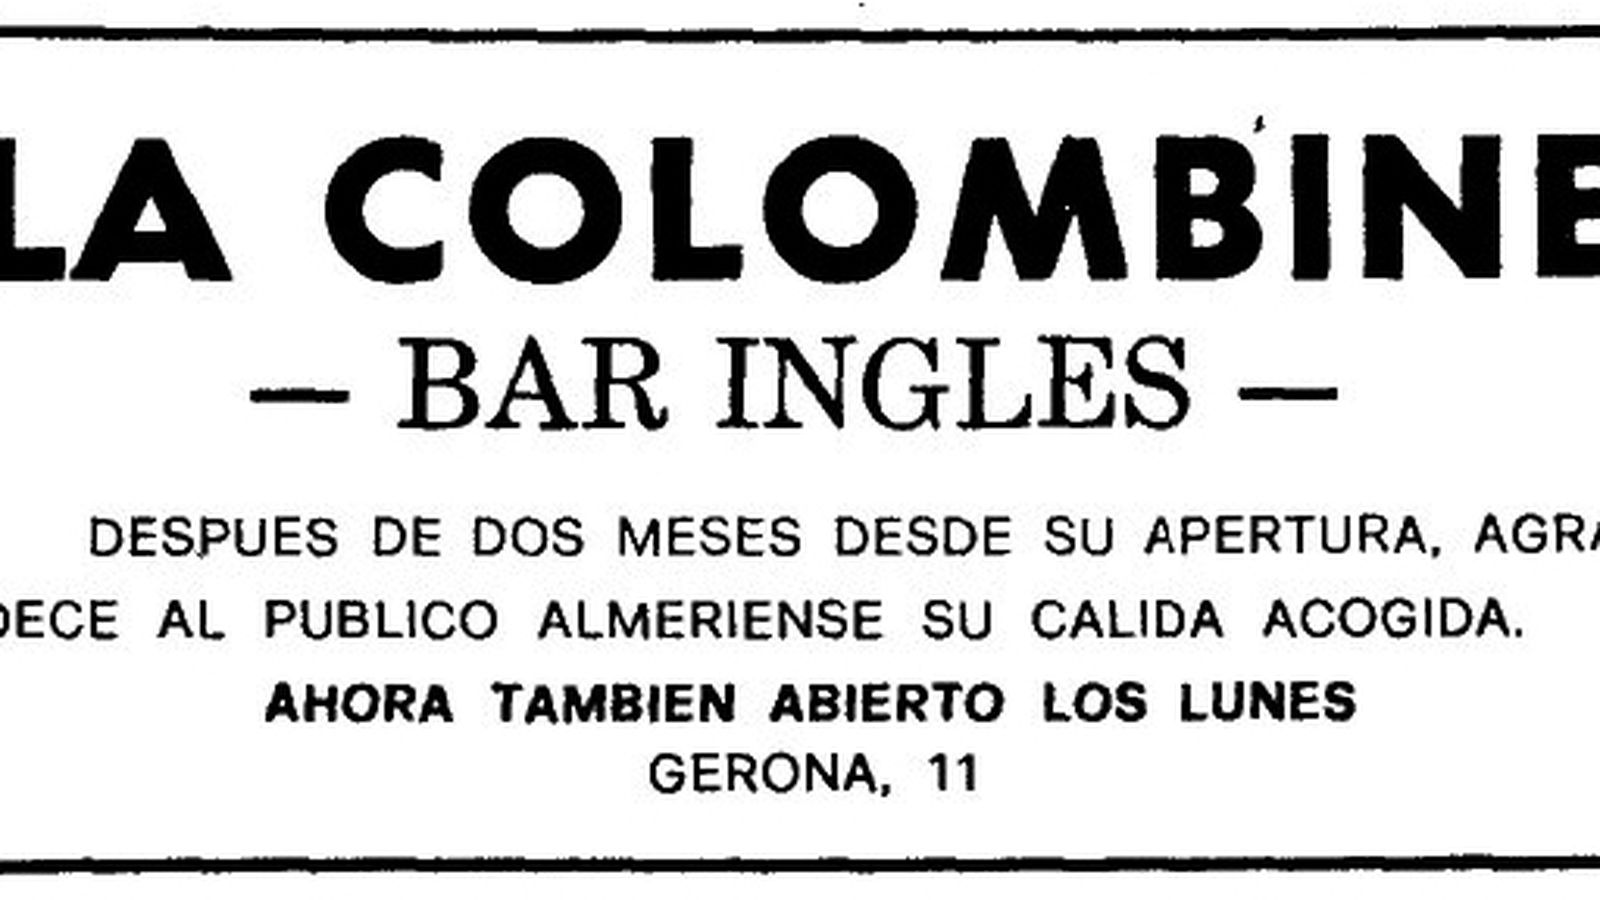 LA COLOMBINE
— BAR INGLES —
DESPUES DE DOS MESES DESDE SU APERTURA, AGRA
DECE AL PUBLICO ALMERIENSE SU CALIDA ACOGIDA.
AHORA TAMBIEN ABIERTO LOS LUNES
GERONA, 11